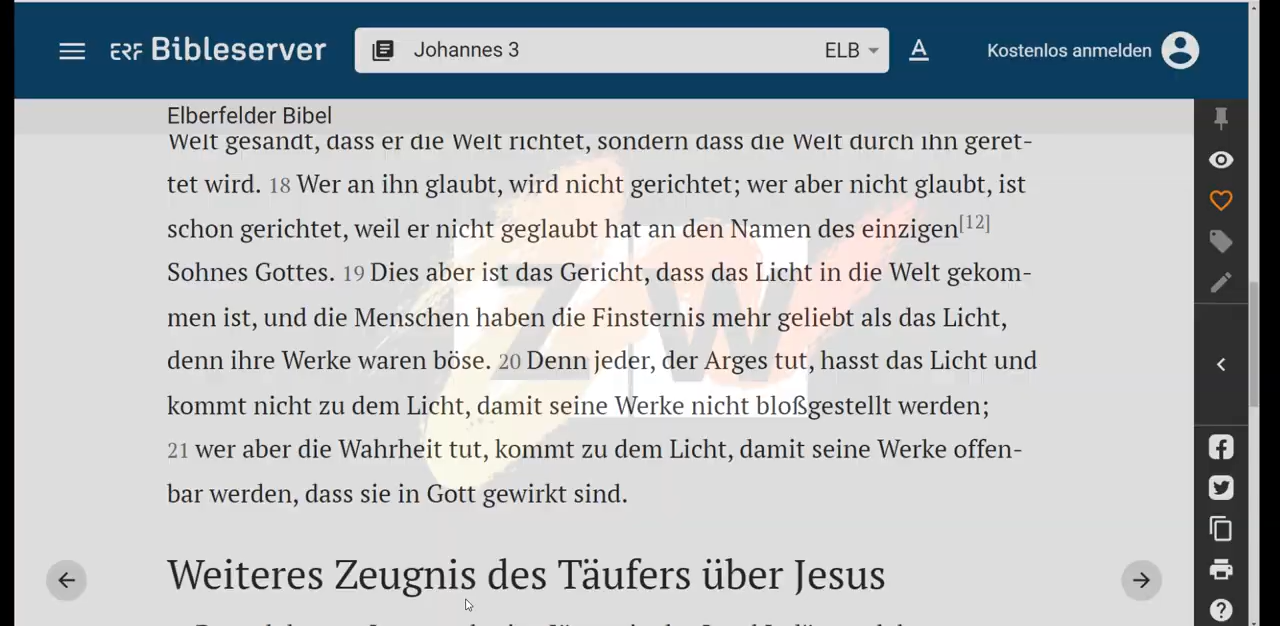 ERF Bibleserver
Johannes 3
ELB
A
Kostenlos anmelden
Elberfelder Bibel
Welt gesandt, dass er die Welt richtet, sondern dass die Welt durch ihn geret-
tet wird. 18 Wer an ihn glaubt, wird nicht gerichtet; wer aber nicht glaubt, ist
schon gerichtet, weil er nicht geglaubt hat an den Namen des einzigen[12]
Sohnes Gottes. 19 Dies aber ist das Gericht, dass das Licht in die Welt gekom-
men ist, und die Menschen haben die Finsternis mehr geliebt als das Licht,
denn ihre Werke waren böse. 20 Denn jeder, der Arges tut, hasst das Licht und
kommt nicht zu dem Licht, damit seine Werke nicht bloßgestellt werden;
21 wer aber die Wahrheit tut, kommt zu dem Licht, damit seine Werke offen-
bar werden, dass sie in Gott gewirkt sind.
Z W
Weiteres Zeugnis des Täufers über Jesus